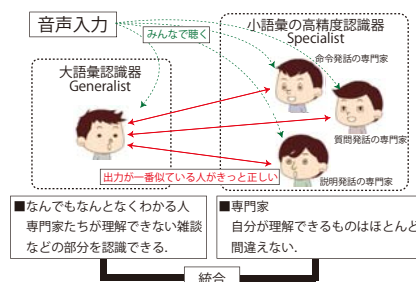 音声入力
みんなで聴く
小語彙の高精度認識器
Specialist
命令発話の専門家
大語彙認識器
Generalist
質問発話の専門家
説明発話の専門家
出力が一番似ている人がきっと正しい
■なんでもなんとなくわかる人
専門家たちが理解できない雑談
などの部分を認識できる.
■専門家
自分が理解できるものはほとんど
間違えない.
統合